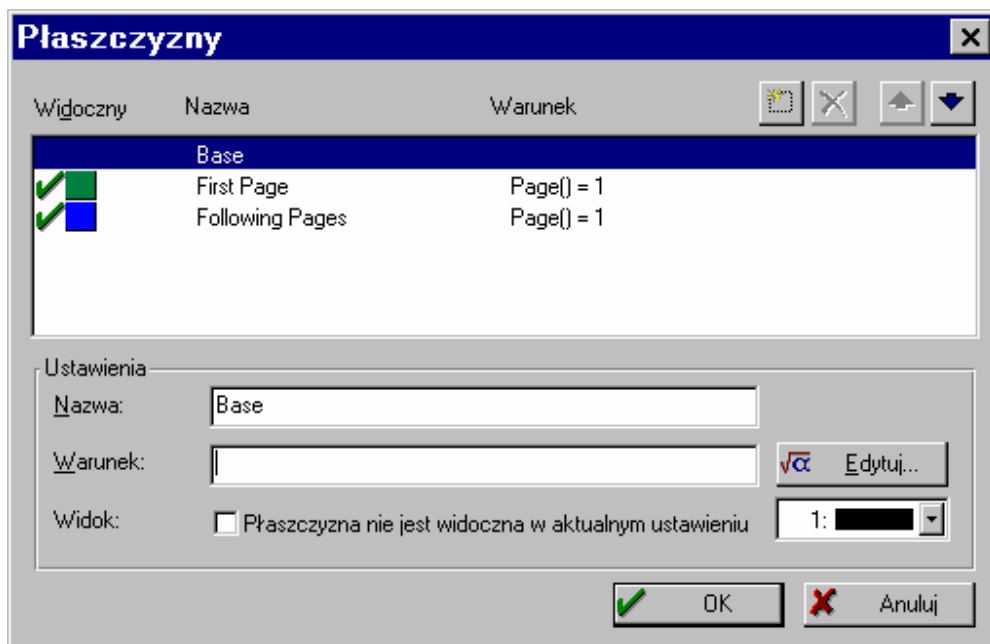 Płaszczyzny
Widoczny Nazwa Warunek
Base
First Page Page() = 1
Following Pages Page() = 1
Ustawienia
Nazwa: Base
Warunek: √α Edytuj...
Widok: Płaszczyzna nie jest widoczna w aktualnym ustawieniu 1:
OK Anuluj